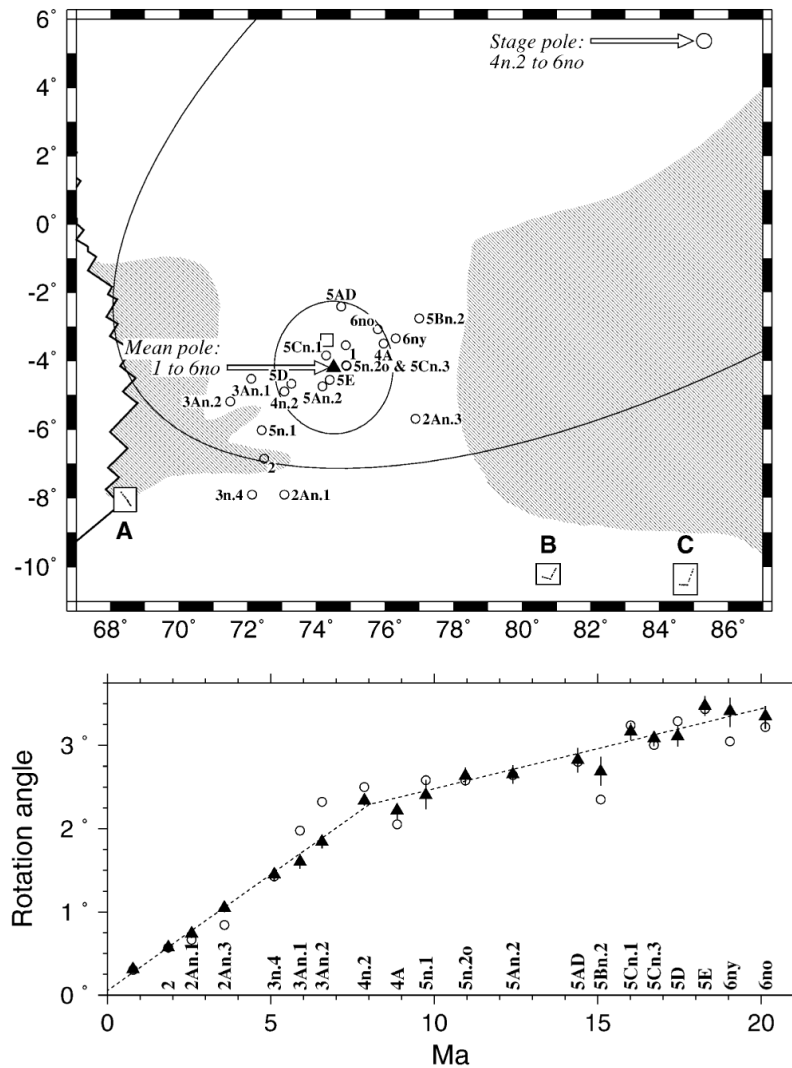 6°
4°
2°
0°
-2°
-4°
-6°
-8°
-10°
Stage pole:
4n.2 to 6no
5AD
6no
5Bn.2
5Cn.1
1
4A
6ny
Mean pole:
1 to 6no
5n.2o & 5Cn.3
5D
5E
3An.1
3An.2
4n.2
5An.2
2An.3
5n.1
2
3n.4
2An.1
A
B
C
68°
70°
72°
74°
76°
78°
80°
82°
84°
86°
Rotation angle
3°
2°
1°
0°
2
2An.1
2An.3
3n.4
3An.1
3An.2
4n.2
4A
5n.1
5n.2o
5An.2
5AD
5Bn.2
5Cn.1
5Cn.3
5D
5E
6ny
6no
0
5
10
15
20
Ma